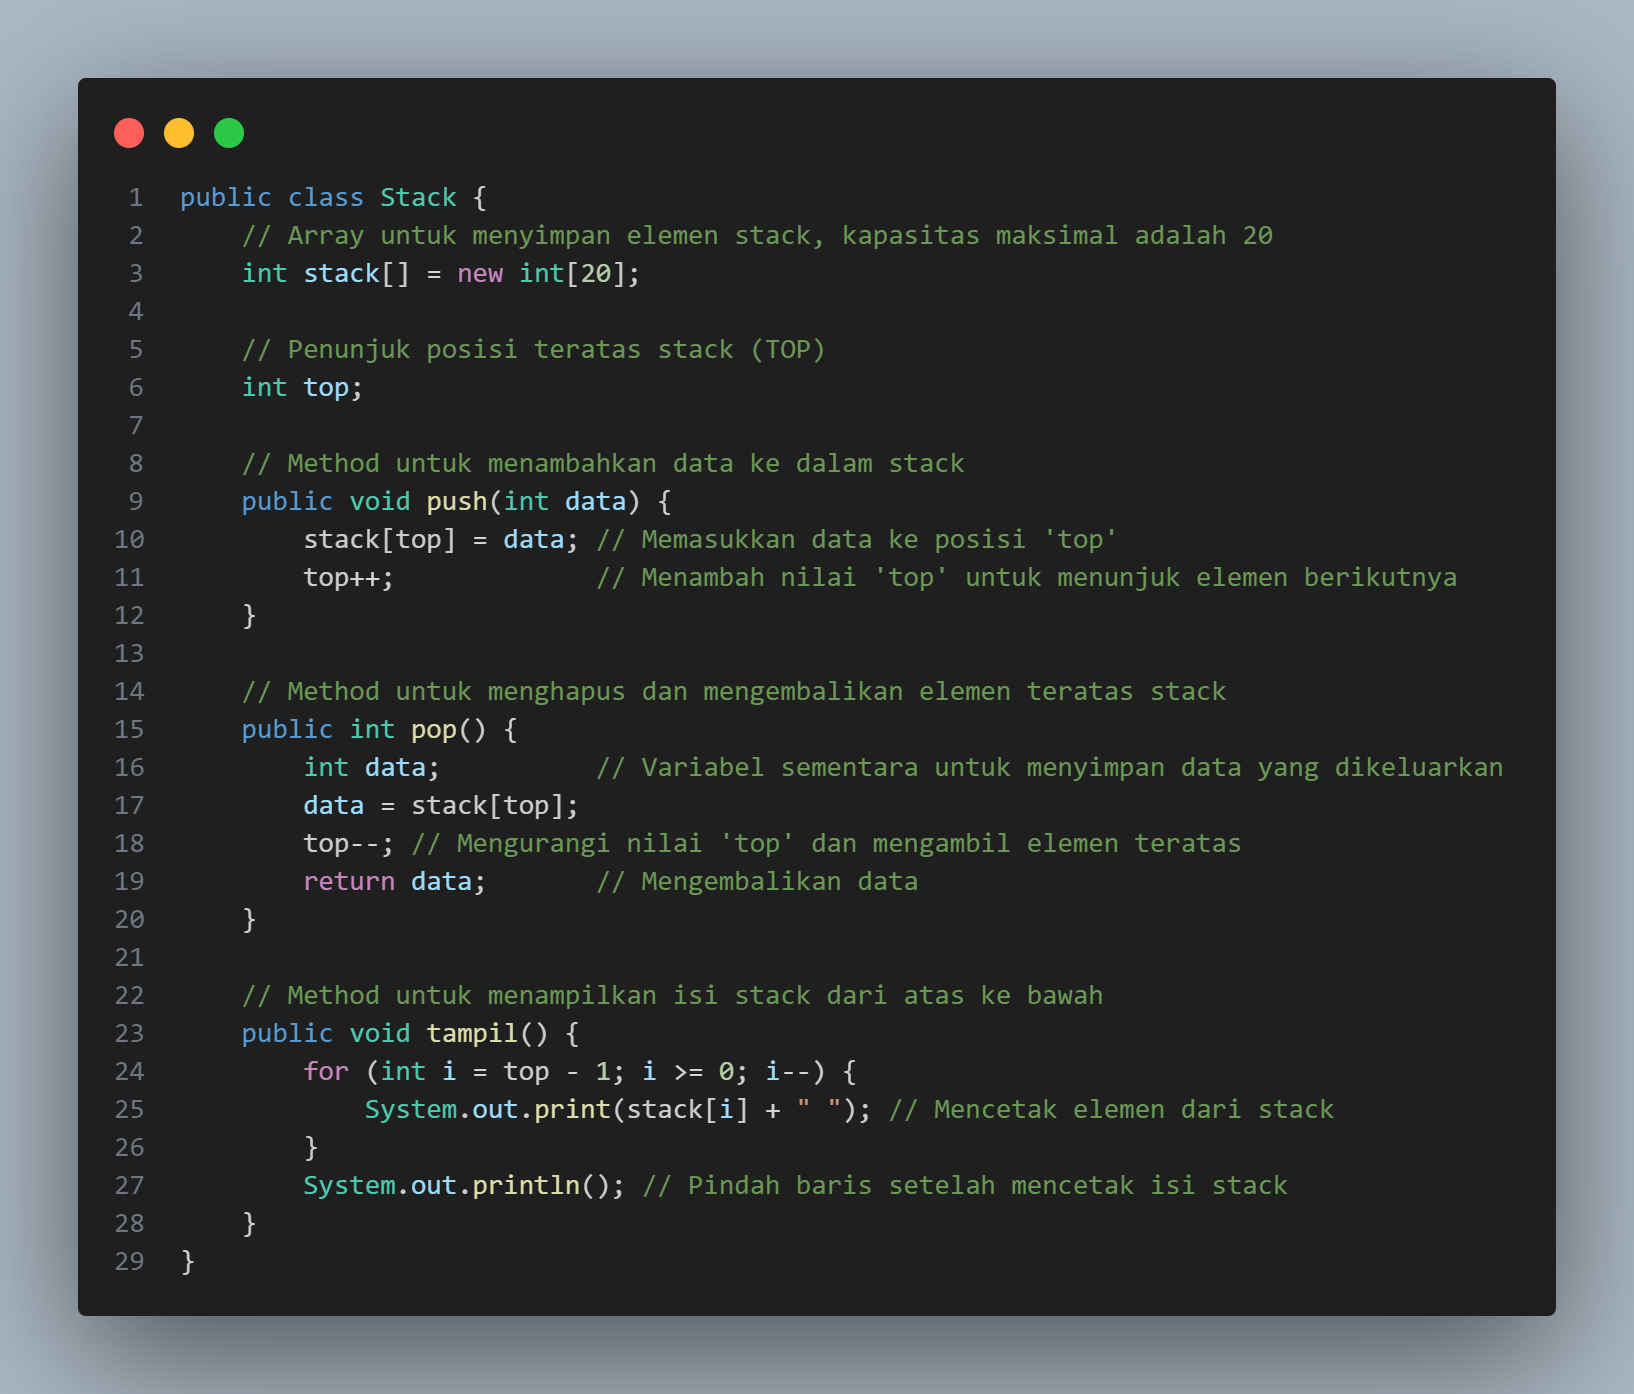 1 public class Stack {
2     // Array untuk menyimpan elemen stack, kapasitas maksimal adalah 20
3     int stack[] = new int[20];
4
5     // Penunjuk posisi teratas stack (TOP)
6     int top;
7
8     // Method untuk menambahkan data ke dalam stack
9     public void push(int data) {
10         stack[top] = data; // Memasukkan data ke posisi 'top'
11         top++;             // Menambah nilai 'top' untuk menunjuk elemen berikutnya
12     }
13
14     // Method untuk menghapus dan mengembalikan elemen teratas stack
15     public int pop() {
16         int data;          // Variabel sementara untuk menyimpan data yang dikeluarkan
17         data = stack[top];
18         top--; // Mengurangi nilai 'top' dan mengambil elemen teratas
19         return data;       // Mengembalikan data
20     }
21
22     // Method untuk menampilkan isi stack dari atas ke bawah
23     public void tampil() {
24         for (int i = top - 1; i >= 0; i--) {
25             System.out.print(stack[i] + " "); // Mencetak elemen dari stack
26         }
27         System.out.println(); // Pindah baris setelah mencetak isi stack
28     }
29 }